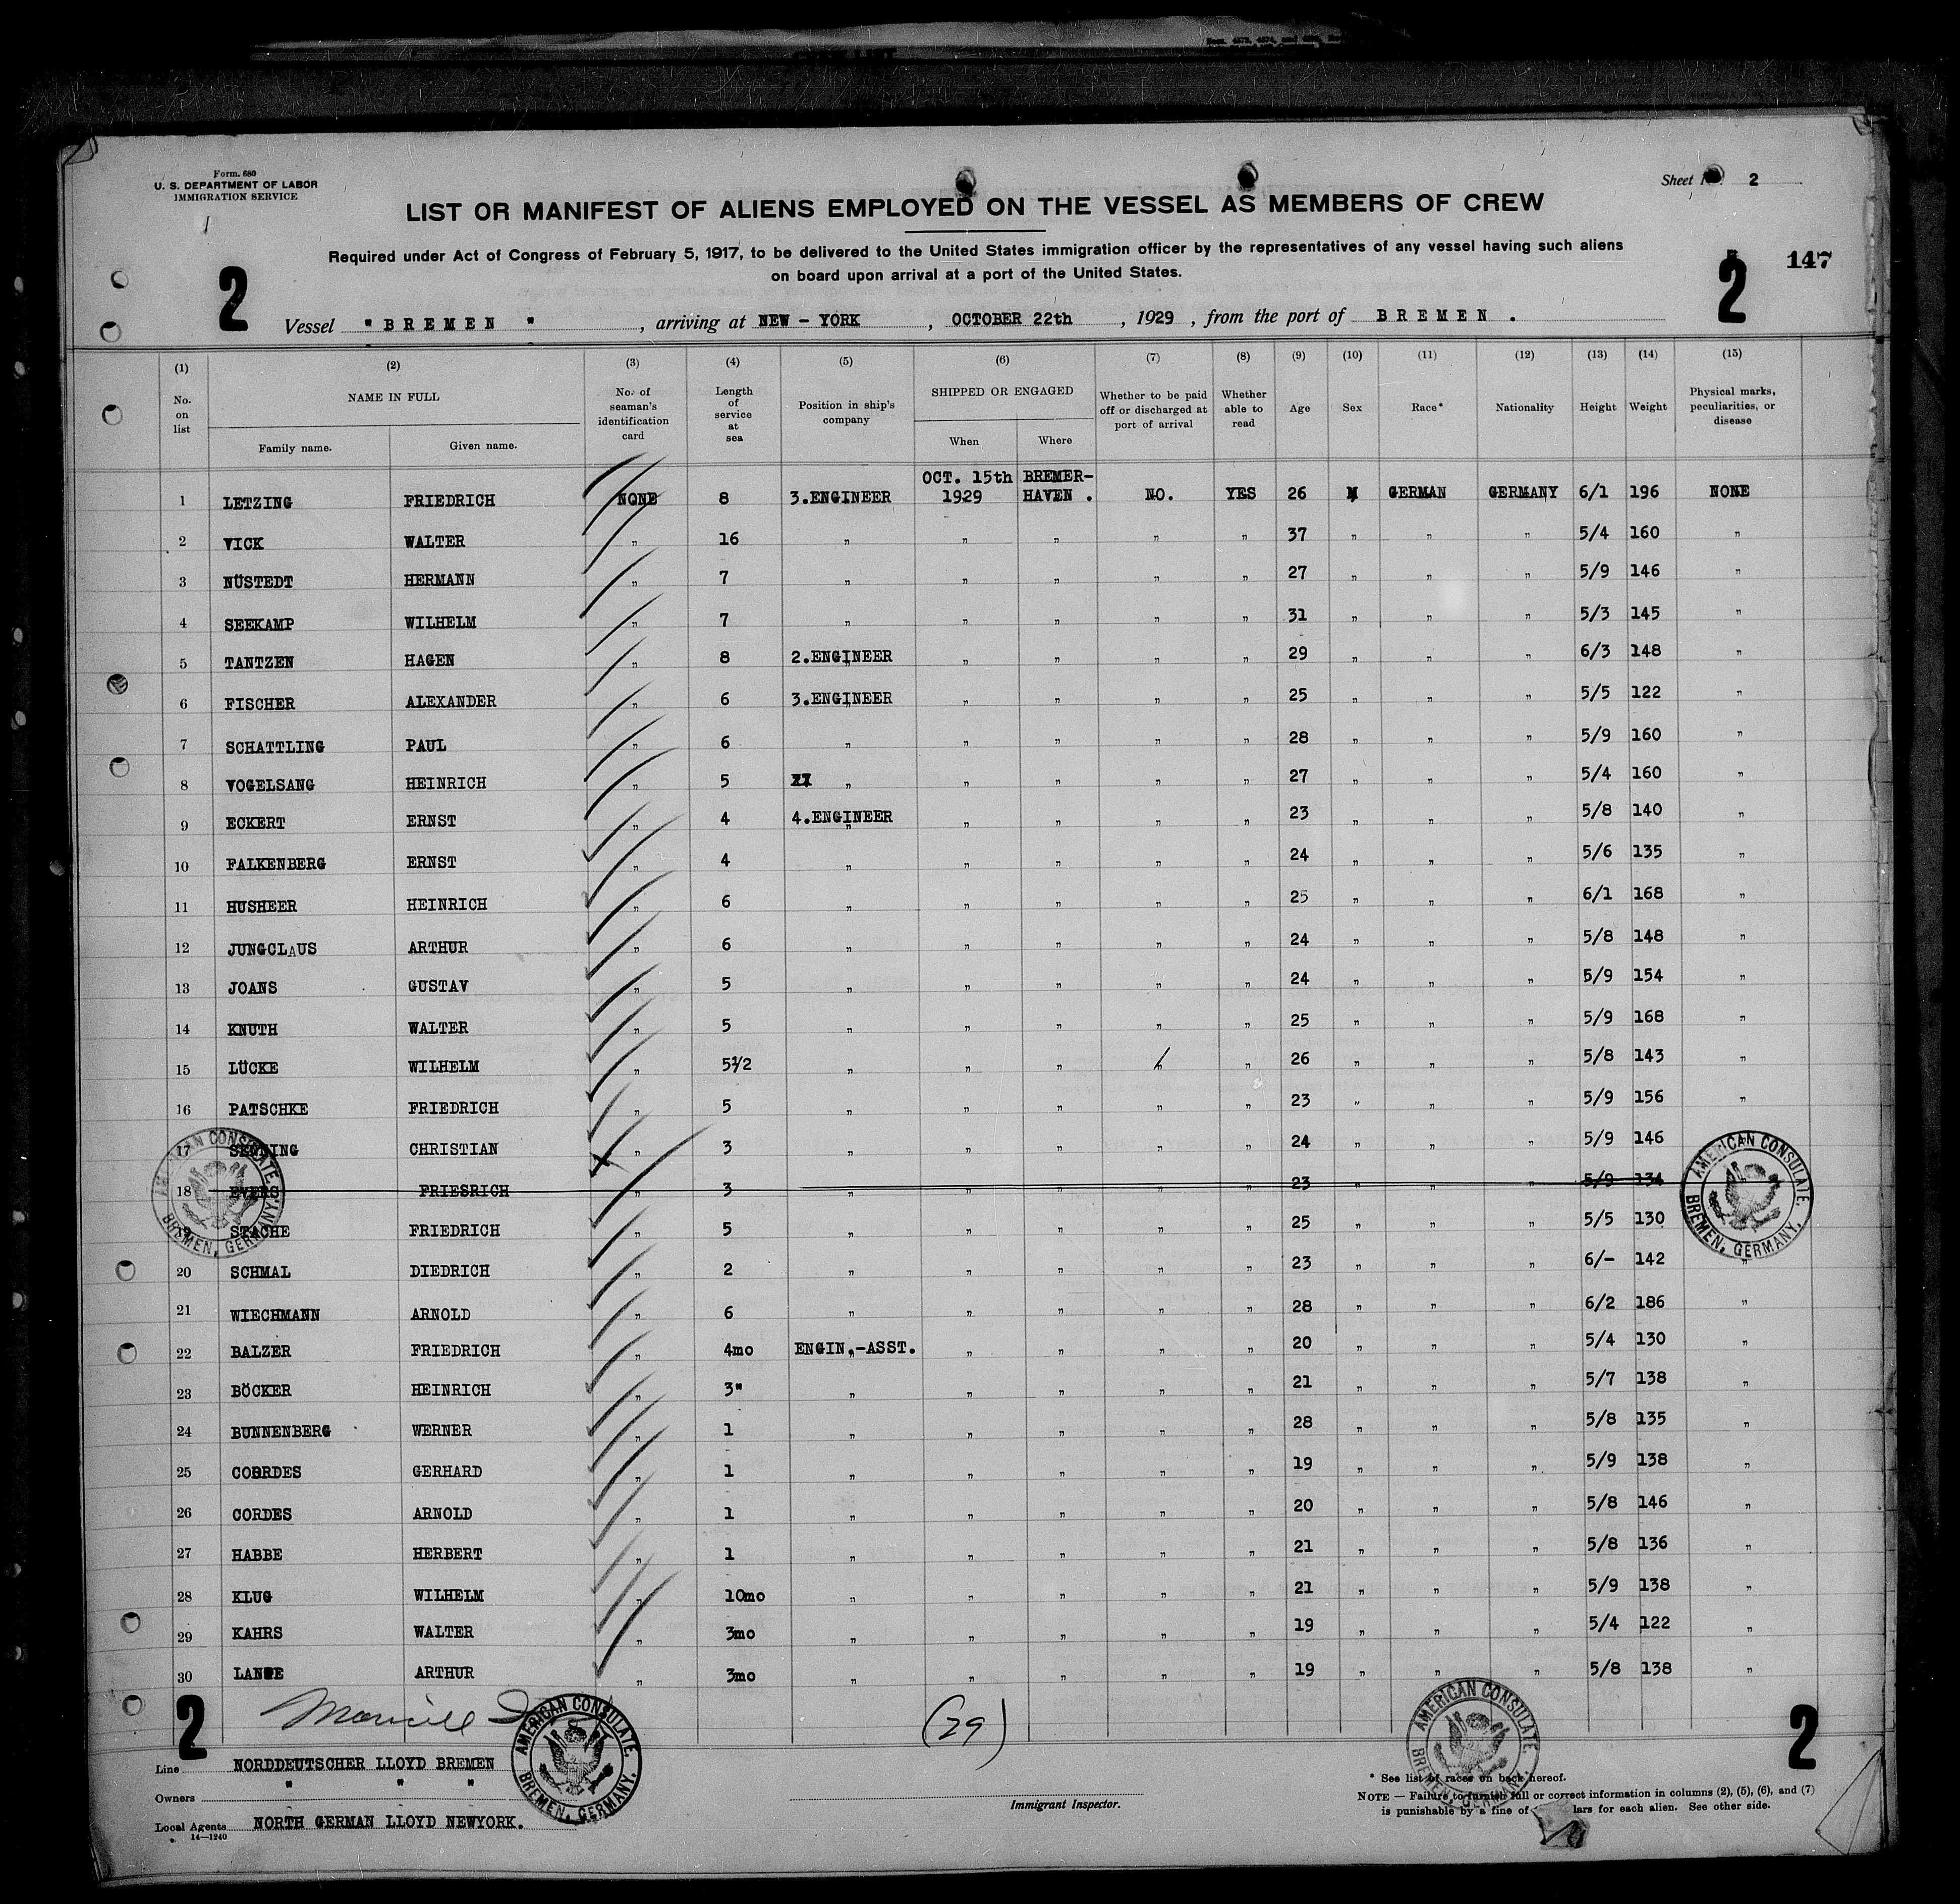 Form. 680
U. S. DEPARTMENT OF LABOR
IMMIGRATION SERVICE
Sheet 2
LIST OR MANIFEST OF ALIENS EMPLOYED ON THE VESSEL AS MEMBERS OF CREW
Required under Act of Congress of February 5, 1917, to be delivered to the United States immigration officer by the representatives of any vessel having such aliens
on board upon arrival at a port of the United States.
2 2 147
Vessel "BREMEN", arriving at NEW-YORK, OCTOBER 22th, 1929, from the port of BREMEN.
(1) (2) (3) (4) (5) (6) (7) (8) (9) (10) (11) (12) (13) (14) (15)
No. on list NAME IN FULL Family name. Given name. No. of seaman's identification card Length of service at sea Position in ship's company SHIPPED OR ENGAGED When Where Whether to be paid off or discharged at port of arrival Whether able to read Age Sex Race* Nationality Height Weight Physical marks, peculiarities, or disease
1 LETZING FRIEDRICH NONE 8 3.ENGINEER OCT. 15th 1929 BREMER-HAVEN . NO. YES 26 M GERMAN GERMANY 6/1 196 NONE
2 VICK WALTER " 16 " " " " " 37 " " " 5/4 160 "
3 NÜSTEDT HERMANN " 7 " " " " " 27 " " " 5/9 146 "
4 SEEKAMP WILHELM " 7 " " " " " 31 " " " 5/3 145 "
5 TANTZEN HAGEN " 8 2.ENGINEER " " " " 29 " " " 6/3 148 "
6 FISCHER ALEXANDER " 6 3.ENGINEER " " " " 25 " " " 5/5 122 "
7 SCHATTLING PAUL " 6 " " " " " 28 " " " 5/9 160 "
8 VOGELSANG HEINRICH " 5 " " " " " 27 " " " 5/4 160 "
9 ECKERT ERNST " 4 4.ENGINEER " " " " 23 " " " 5/8 140 "
10 FALKENBERG ERNST " 4 " " " " " 24 " " " 5/6 135 "
11 HUSHEER HEINRICH " 6 " " " " " 25 " " " 6/1 168 "
12 JUNGCLAUS ARTHUR " 6 " " " " " 24 " " " 5/8 148 "
13 JOANS GUSTAV " 5 " " " " " 24 " " " 5/9 154 "
14 KNUTH WALTER " 5 " " " " " 25 " " " 5/9 168 "
15 LÜCKE WILHELM " 5½ " " " " " 26 " " " 5/8 143 "
16 PATSCHKE FRIEDRICH " 5 " " " " " 23 " " " 5/9 156 "
17 CHRISTIAN 3 " " " " " 24 " " " 5/9 146
18 EVERS FRIESRICH " 3 " " " " " 23 " " " 5/9 134
19 STACHE FRIEDRICH " 5 " " " " " 25 " " " 5/5 130
20 SCHMAL DIEDRICH " 2 " " " " " 23 " " " 6/- 142 "
21 WIECHMANN ARNOLD " 6 " " " " " 28 " " " 6/2 186 "
22 BALZER FRIEDRICH " 4mo ENGIN.-ASST. " " " " 20 " " " 5/4 130 "
23 BÖCKER HEINRICH " 3" " " " " " 21 " " " 5/7 138 "
24 BUNNENBERG WERNER " 1 " " " " " 28 " " " 5/8 135 "
25 GERHARD " 1 " " " " " 19 " " " 5/9 138 "
26 CORDES ARNOLD " 1 " " " " " 20 " " " 5/8 146 "
27 HABBE HERBERT " 1 " " " " " 21 " " " 5/8 136 "
28 KLUG WILHELM " 10mo " " " " " 21 " " " 5/9 138 "
29 KAHRS WALTER " 3mo " " " " " 19 " " " 5/4 122 "
30 ARTHUR " 3mo " " " " " 19 " " " 5/8 138 "
AMERICAN CONSULATE. BREMEN, GERMANY.
AMERICAN CONSULATE. BREMEN, GERMANY.
2 (29) 2
AMERICAN CONSULATE. BREMEN, GERMANY.
AMERICAN CONSULATE. BREMEN, GERMANY.
Line NORDDEUTSCHER LLOYD BREMEN
Owners " " "
Local Agents NORTH GERMAN LLOYD NEWYORK.
14—1240
Immigrant Inspector.
* See list of races on back hereof.
NOTE — Failure to furnish full or correct information in columns (2), (5), (6), and (7)
is punishable by a fine of lars for each alien. See other side.